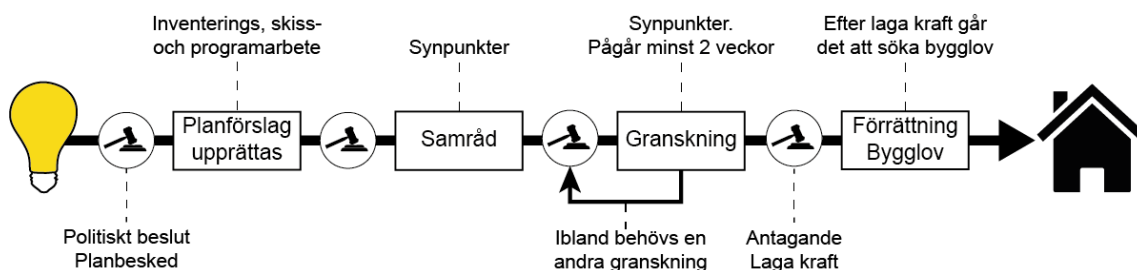 Inventerings, skiss-
och programarbete
Synpunkter
Synpunkter.
Pågår minst 2 veckor
Efter laga kraft går
det att söka bygglov
Planförslag
upprättas
Samråd
Granskning
Förrättning
Bygglov
Politiskt beslut
Planbesked
Ibland behövs en
andra granskning
Antagande
Laga kraft